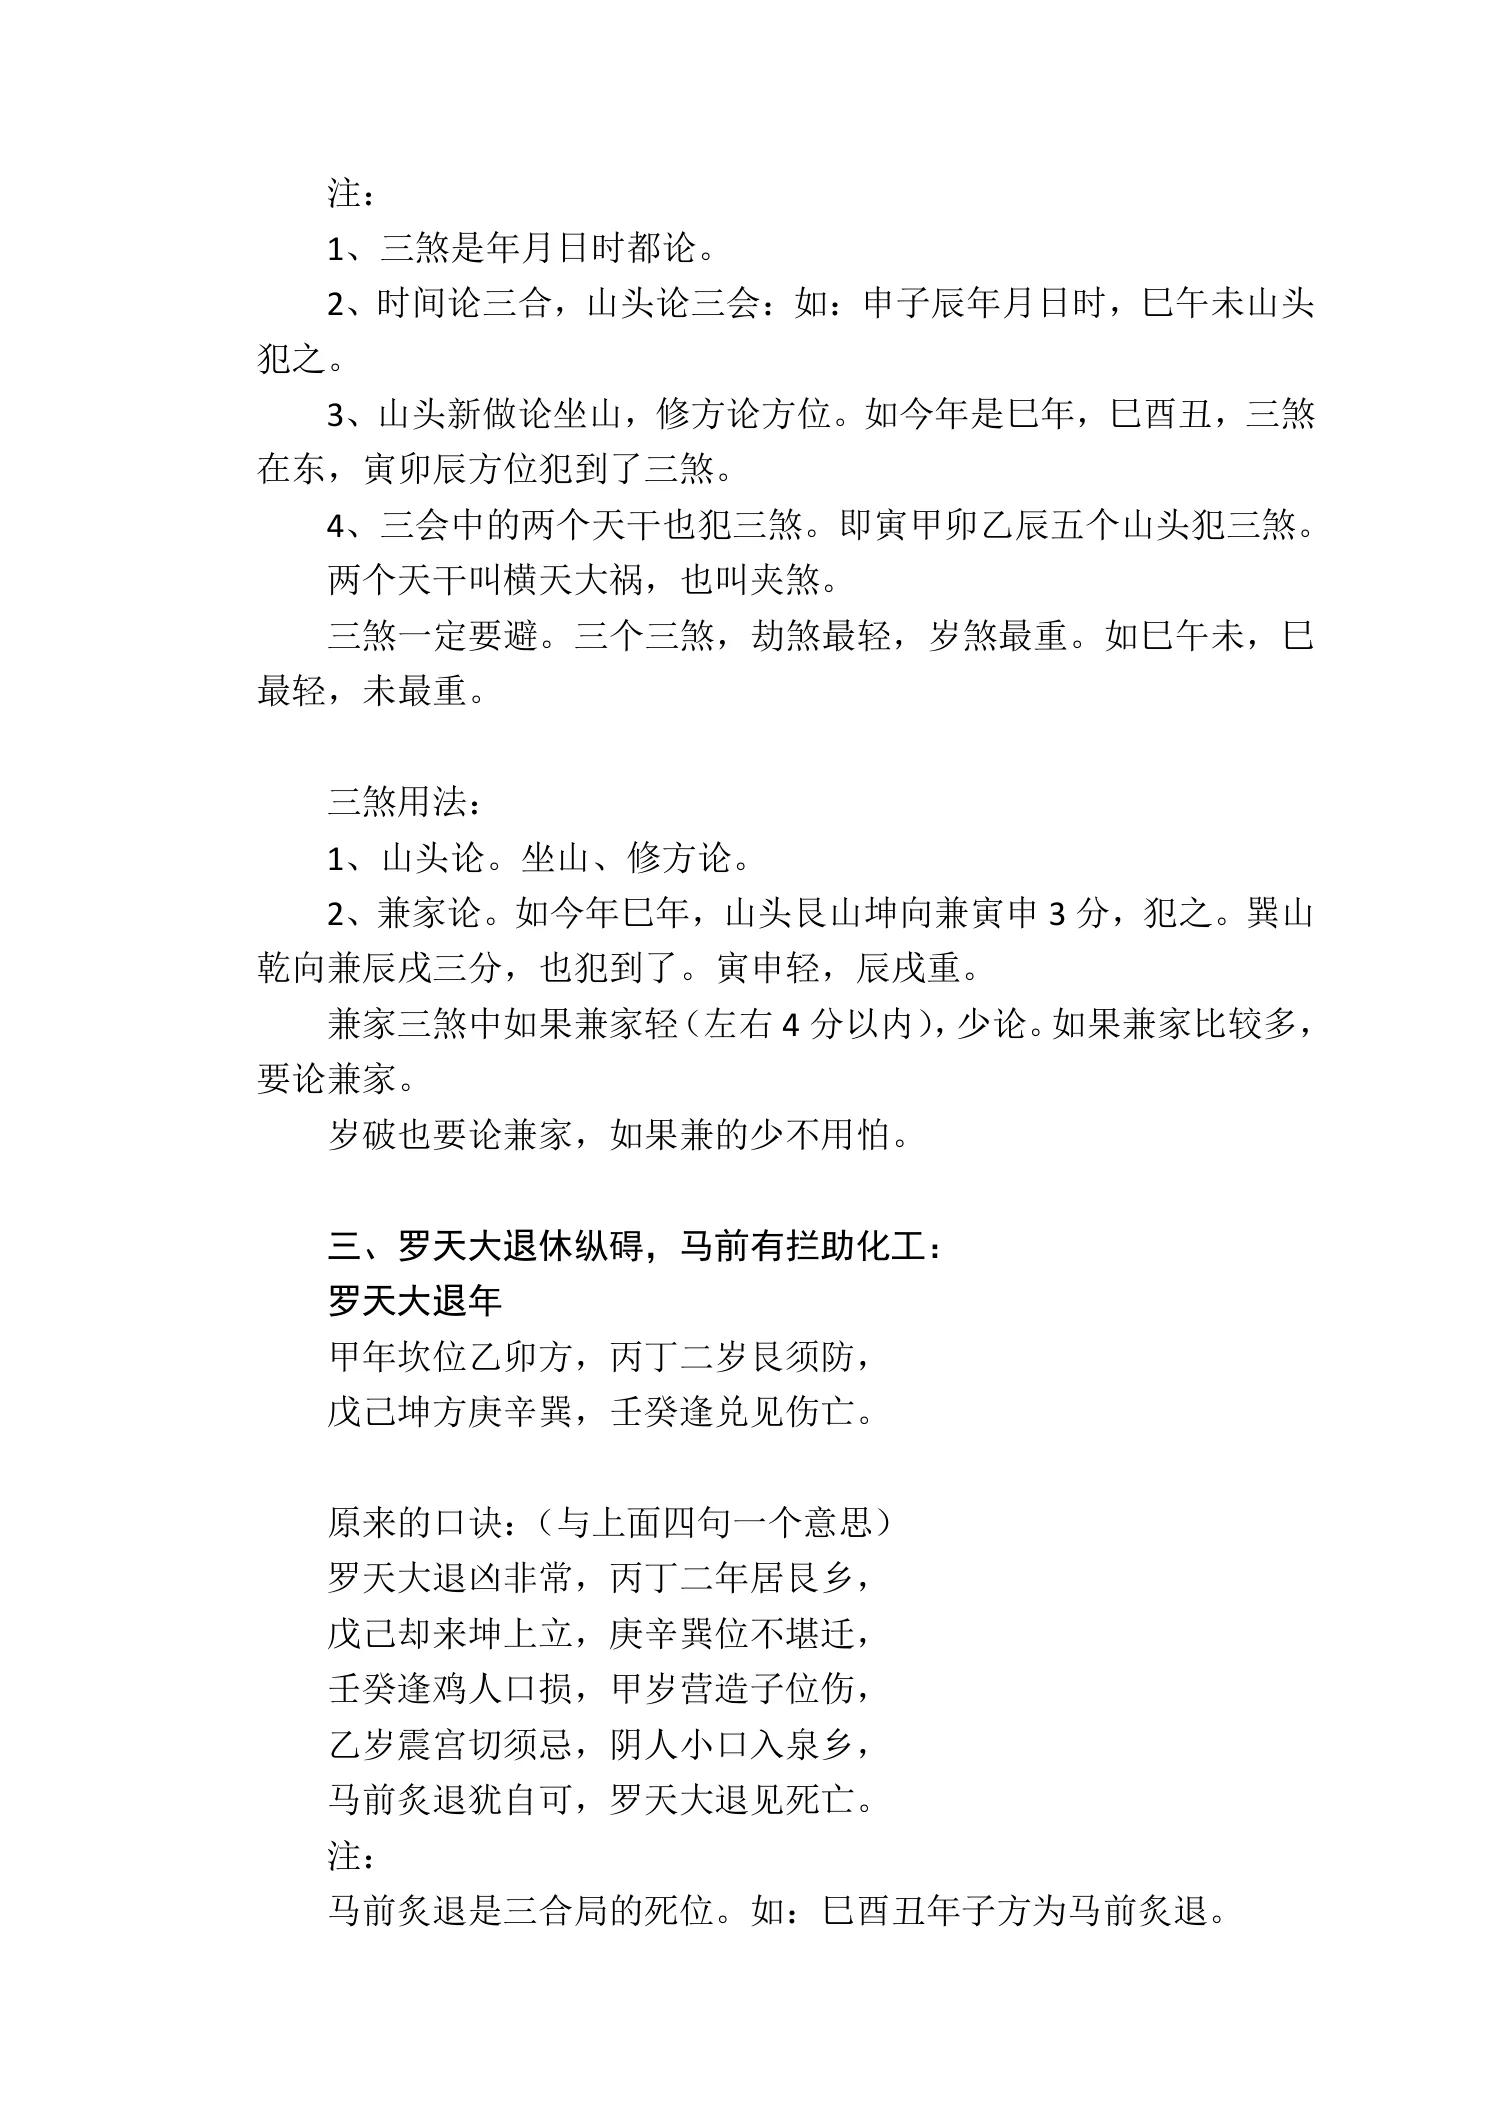 注：
1、三煞是年月日时都论。
2、时间论三合，山头论三会：如：申子辰年月日时，巳午未山头
犯之。
3、山头新做论坐山，修方论方位。如今年是巳年，巳酉丑，三煞
在东，寅卯辰方位犯到了三煞。
4、三会中的两个天干也犯三煞。即寅甲卯乙辰五个山头犯三煞。
两个天干叫横天大祸，也叫夹煞。
三煞一定要避。三个三煞，劫煞最轻，岁煞最重。如巳午未，巳
最轻，未最重。
三煞用法：
1、山头论。坐山、修方论。
2、兼家论。如今年巳年，山头艮山坤向兼寅申 3 分，犯之。巽山
乾向兼辰戌三分，也犯到了。寅申轻，辰戌重。
兼家三煞中如果兼家轻（左右 4 分以内），少论。如果兼家比较多，
要论兼家。
岁破也要论兼家，如果兼的少不用怕。
三、罗天大退休纵碍，马前有拦助化工：
罗天大退年
甲年坎位乙卯方，丙丁二岁艮须防，
戊己坤方庚辛巽，壬癸逢兑见伤亡。
原来的口诀：（与上面四句一个意思）
罗天大退凶非常，丙丁二年居艮乡，
戊己却来坤上立，庚辛巽位不堪迁，
壬癸逢鸡人口损，甲岁营造子位伤，
乙岁震宫切须忌，阴人小口入泉乡，
马前炙退犹自可，罗天大退见死亡。
注：
马前炙退是三合局的死位。如：巳酉丑年子方为马前炙退。